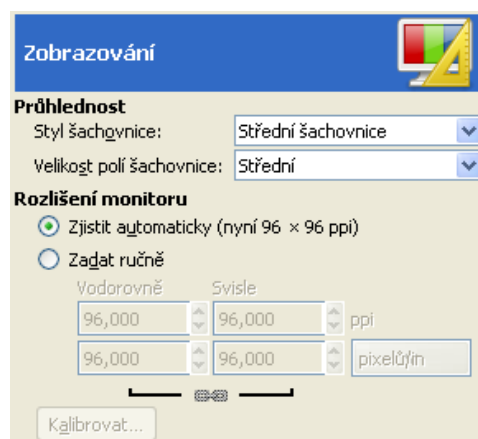 Zobrazování
Průhlednost
Styl šachovnice: Střední šachovnice
Velikost polí šachovnice: Střední
Rozlišení monitoru
Zjistit automaticky (nyní 96 × 96 ppi)
Zadat ručně
Vodorovně Svisle
96,000 96,000 ppi
96,000 96,000 pixelů/in
Kalibrovat...